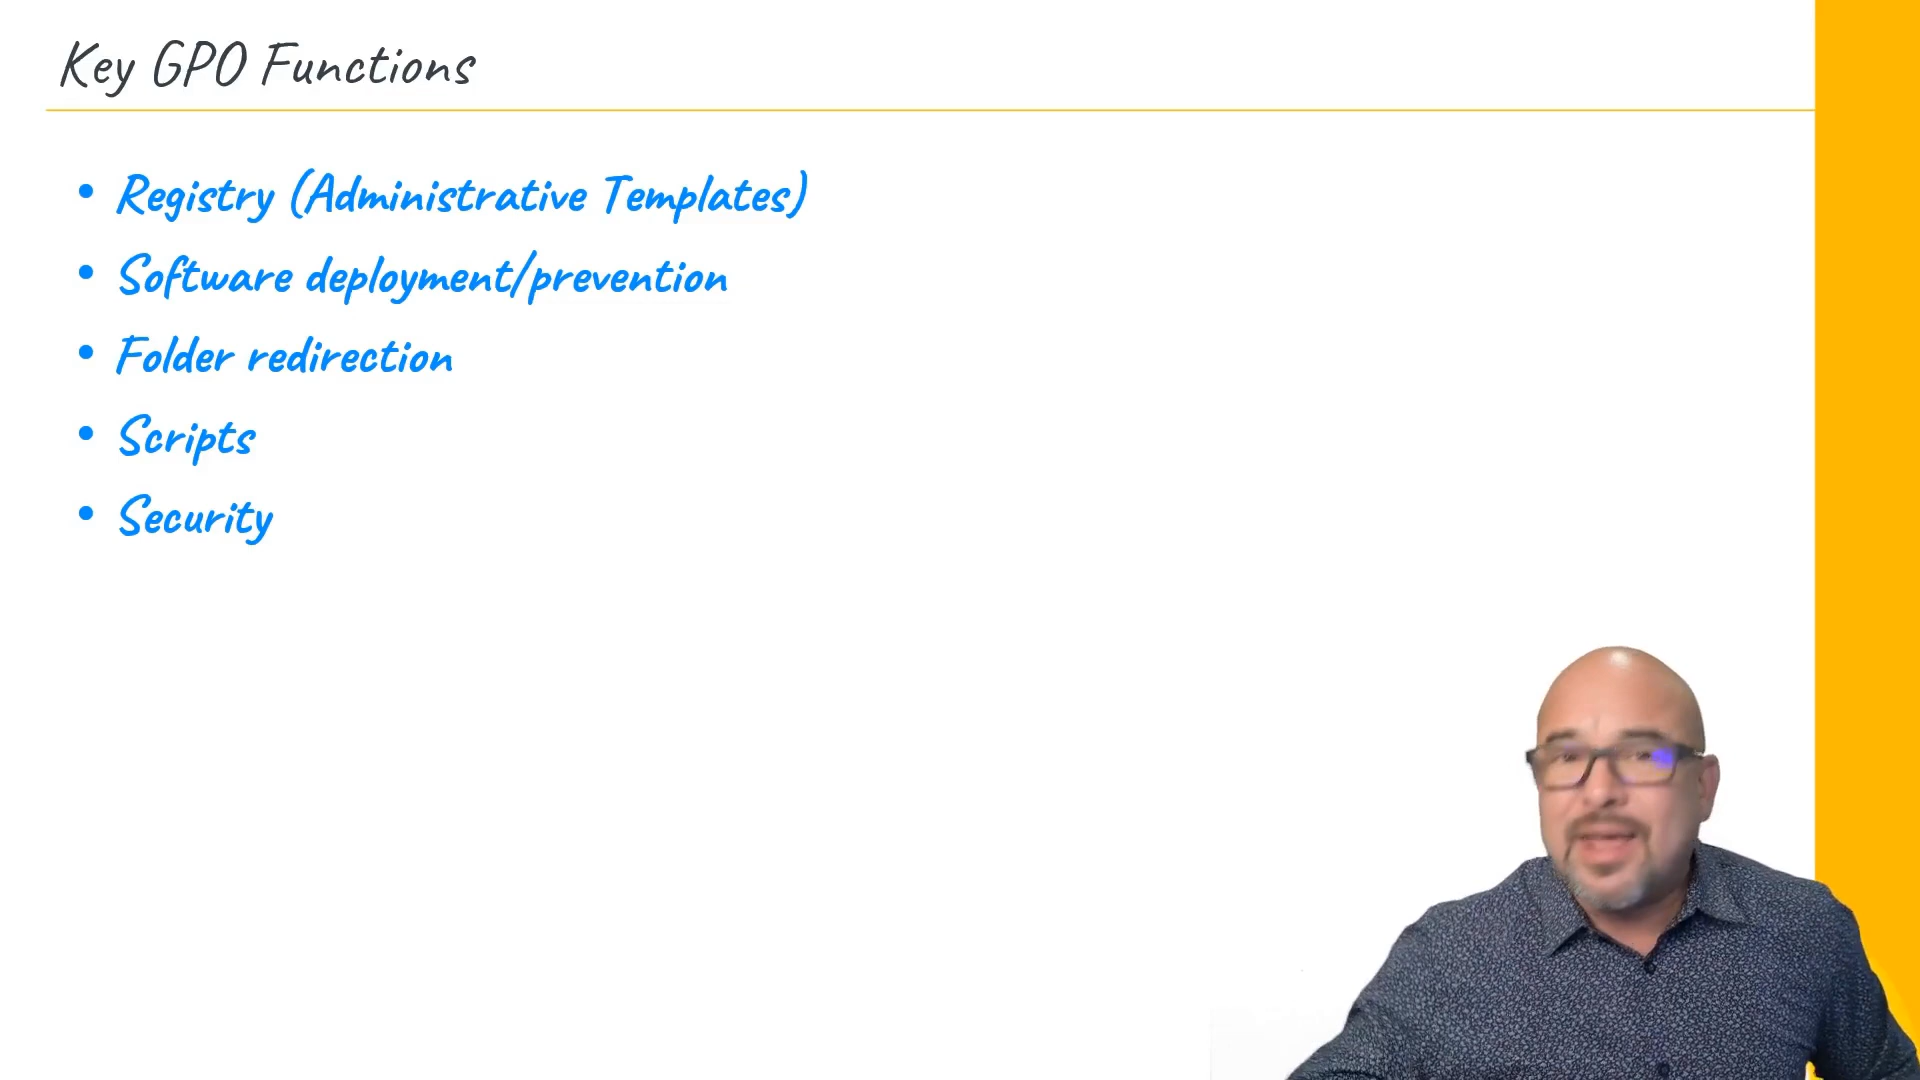 Key GPO Functions
• Registry (Administrative Templates)
• Software deployment/prevention
• Folder redirection
• Scripts
• Security